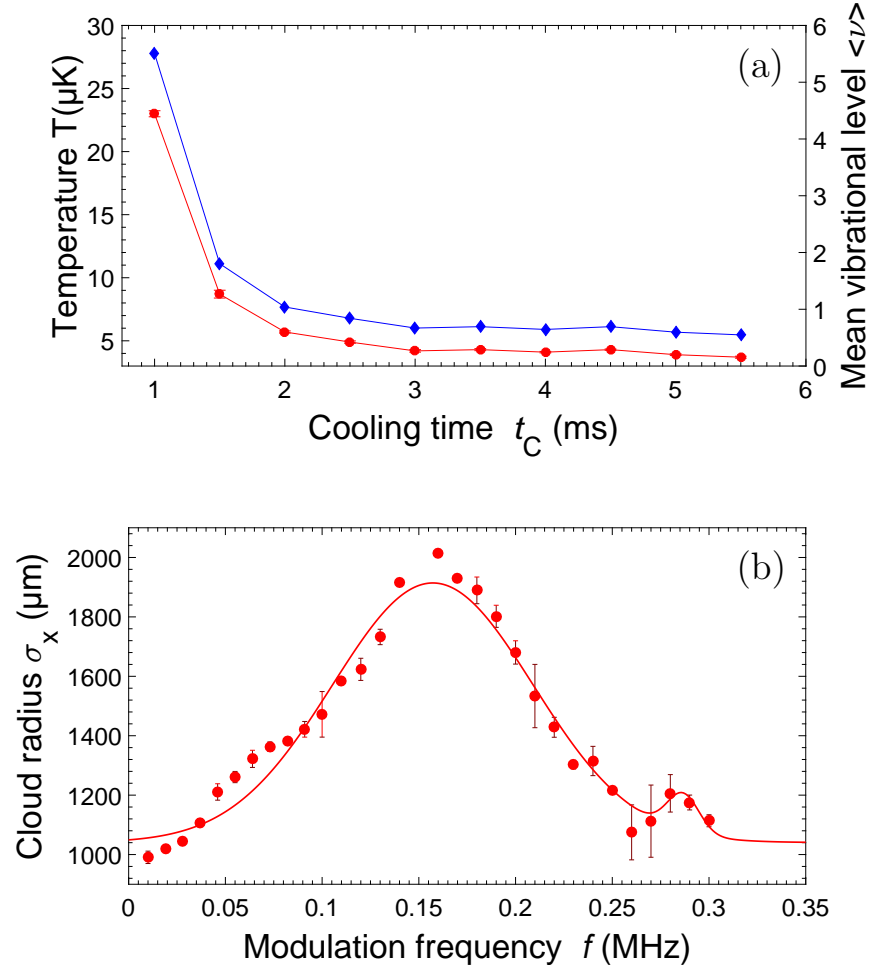 (a)
Temperature T(μK)
30
25
20
15
10
5
Mean vibrational level <ν>
6
5
4
3
2
1
0
1 2 3 4 5 6
Cooling time t_C (ms)
(b)
Cloud radius σ_x (μm)
2000
1800
1600
1400
1200
1000
0 0.05 0.1 0.15 0.2 0.25 0.3 0.35
Modulation frequency f (MHz)